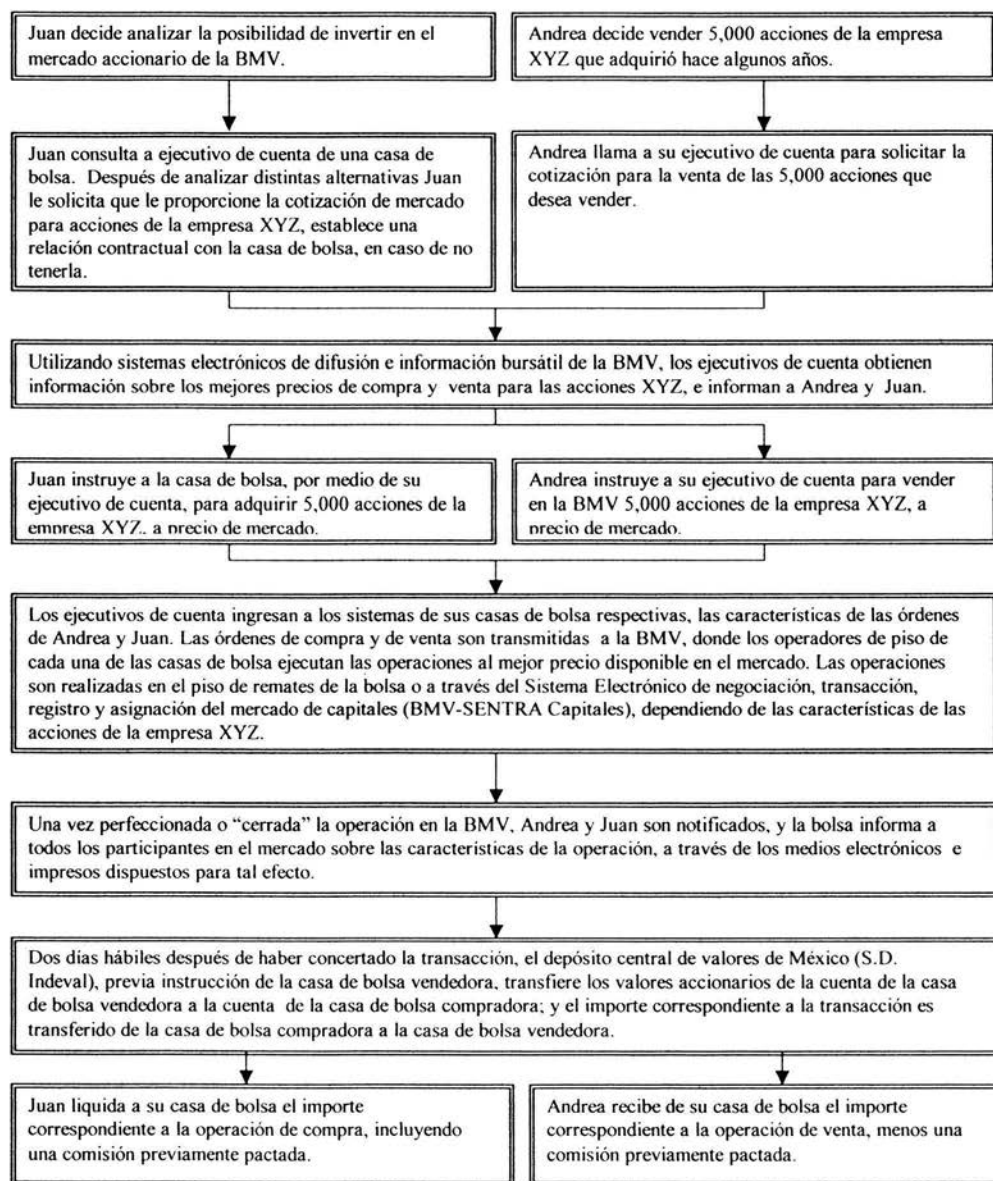 Juan decide analizar la posibilidad de invertir en el
mercado accionario de la BMV.
Andrea decide vender 5,000 acciones de la empresa
XYZ que adquirió hace algunos años.
Juan consulta a ejecutivo de cuenta de una casa de
bolsa.  Después de analizar distintas alternativas Juan
le solicita que le proporcione la cotización de mercado
para acciones de la empresa XYZ, establece una
relación contractual con la casa de bolsa, en caso de no
tenerla.
Andrea llama a su ejecutivo de cuenta para solicitar la
cotización para la venta de las 5,000 acciones que
desea vender.
Utilizando sistemas electrónicos de difusión e información bursátil de la BMV, los ejecutivos de cuenta obtienen
información sobre los mejores precios de compra y  venta para las acciones XYZ, e informan a Andrea y  Juan.
Juan instruye a la casa de bolsa, por medio de su
ejecutivo de cuenta, para adquirir 5,000 acciones de la
empresa XYZ, a precio de mercado.
Andrea instruye a su ejecutivo de cuenta para vender
en la BMV 5,000 acciones de la empresa XYZ, a
precio de mercado.
Los ejecutivos de cuenta ingresan a los sistemas de sus casas de bolsa respectivas, las características de las órdenes
de Andrea y Juan. Las órdenes de compra y de venta son transmitidas  a la BMV, donde los operadores de piso de
cada una de las casas de bolsa ejecutan las operaciones al mejor precio disponible en el mercado. Las operaciones
son realizadas en el piso de remates de la bolsa o a través del Sistema Electrónico de negociación, transacción,
registro y asignación del mercado de capitales (BMV-SENTRA Capitales), dependiendo de las características de las
acciones de la empresa XYZ.
Una vez perfeccionada o “cerrada” la operación en la BMV, Andrea y Juan son notificados, y la bolsa informa a
todos los participantes en el mercado sobre las características de la operación, a través de los medios electrónicos  e
impresos dispuestos para tal efecto.
Dos días hábiles después de haber concertado la transacción, el depósito central de valores de México (S.D.
Indeval), previa instrucción de la casa de bolsa vendedora, transfiere los valores accionarios de la cuenta de la casa
de bolsa vendedora a la cuenta  de la casa de bolsa compradora; y el importe correspondiente a la transacción es
transferido de la casa de bolsa compradora a la casa de bolsa vendedora.
Juan liquida a su casa de bolsa el importe
correspondiente a la operación de compra, incluyendo
una comisión previamente pactada.
Andrea recibe de su casa de bolsa el importe
correspondiente a la operación de venta, menos una
comisión previamente pactada.